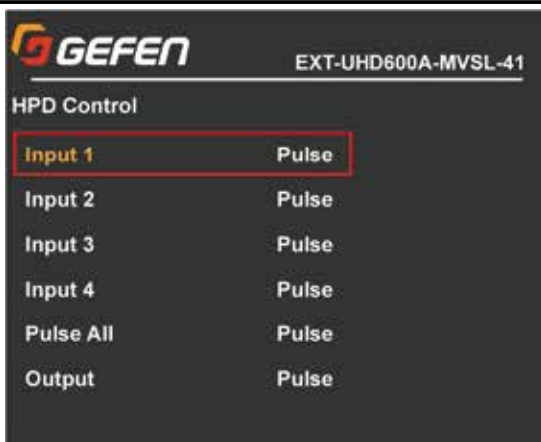 GEFEN
EXT-UHD600A-MVSL-41
HPD Control
Input 1 Pulse
Input 2 Pulse
Input 3 Pulse
Input 4 Pulse
Pulse All Pulse
Output Pulse